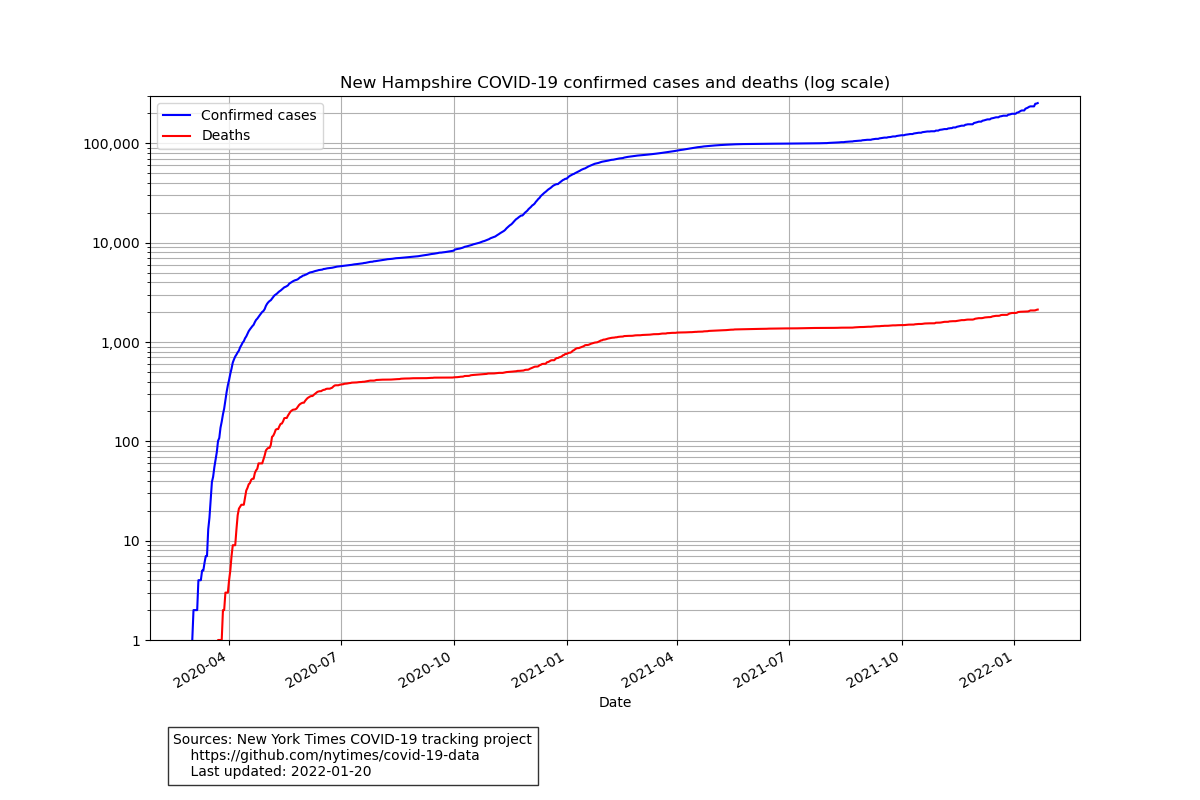 New Hampshire COVID-19 confirmed cases and deaths (log scale)
Confirmed cases
Deaths
100,000
10,000
1,000
100
10
1
2020-04
2020-07
2020-10
2021-01
2021-04
2021-07
2021-10
2022-01
Date
Sources: New York Times COVID-19 tracking project
https://github.com/nytimes/covid-19-data
Last updated: 2022-01-20